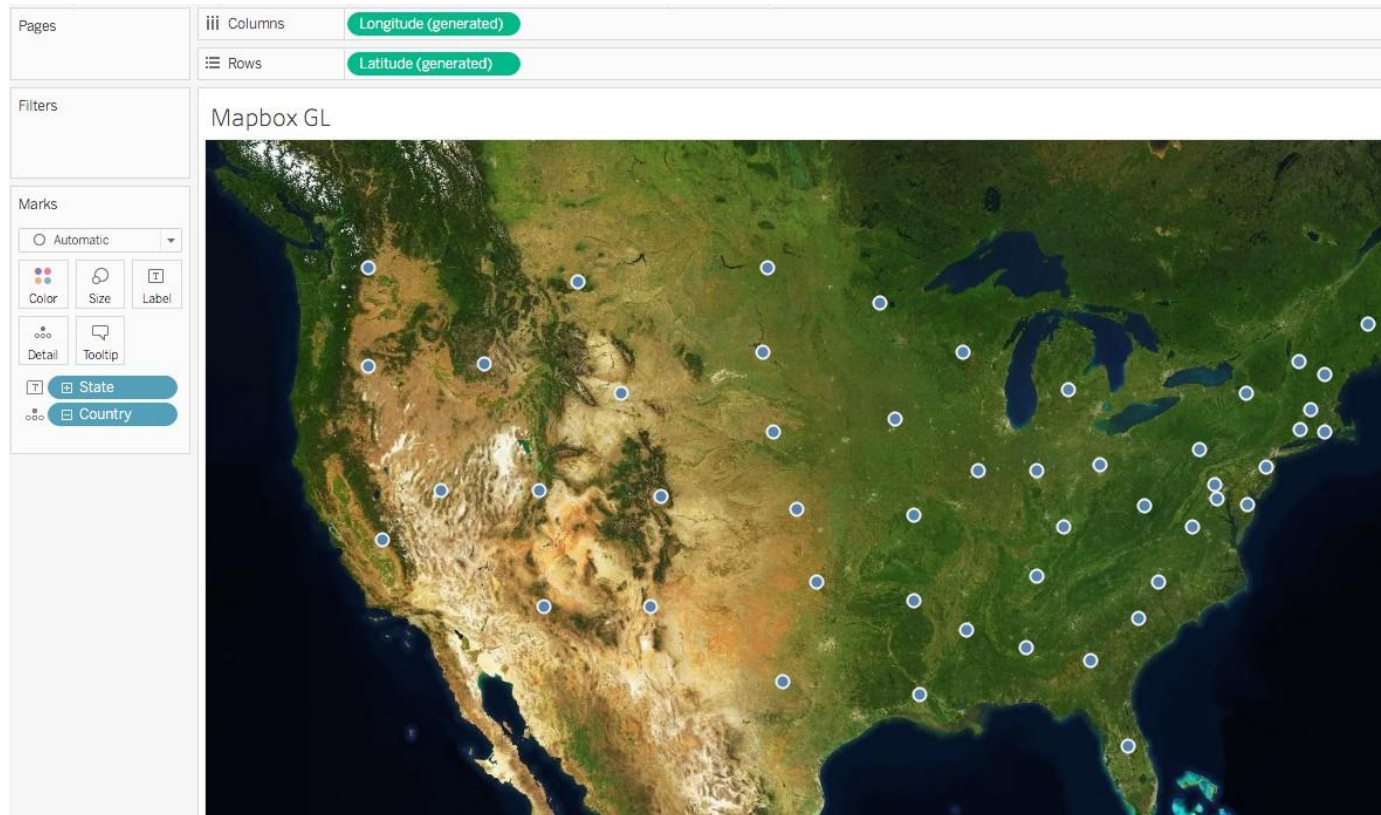 Pages
iii Columns
Longitude (generated)
Rows
Latitude (generated)
Filters
Mapbox GL
Marks
Automatic
Color
Size
T
Label
Detail
Tooltip
T
State
Country